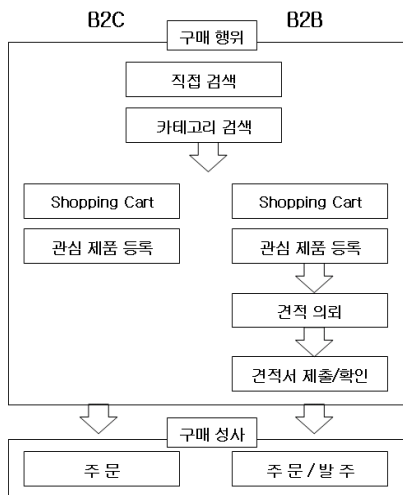 B2C B2B
구매 행위
직접 검색
카테고리 검색
Shopping Cart Shopping Cart
관심 제품 등록 관심 제품 등록
견적 의뢰
견적서 제출/확인
구매 성사
주 문 주 문 / 발 주